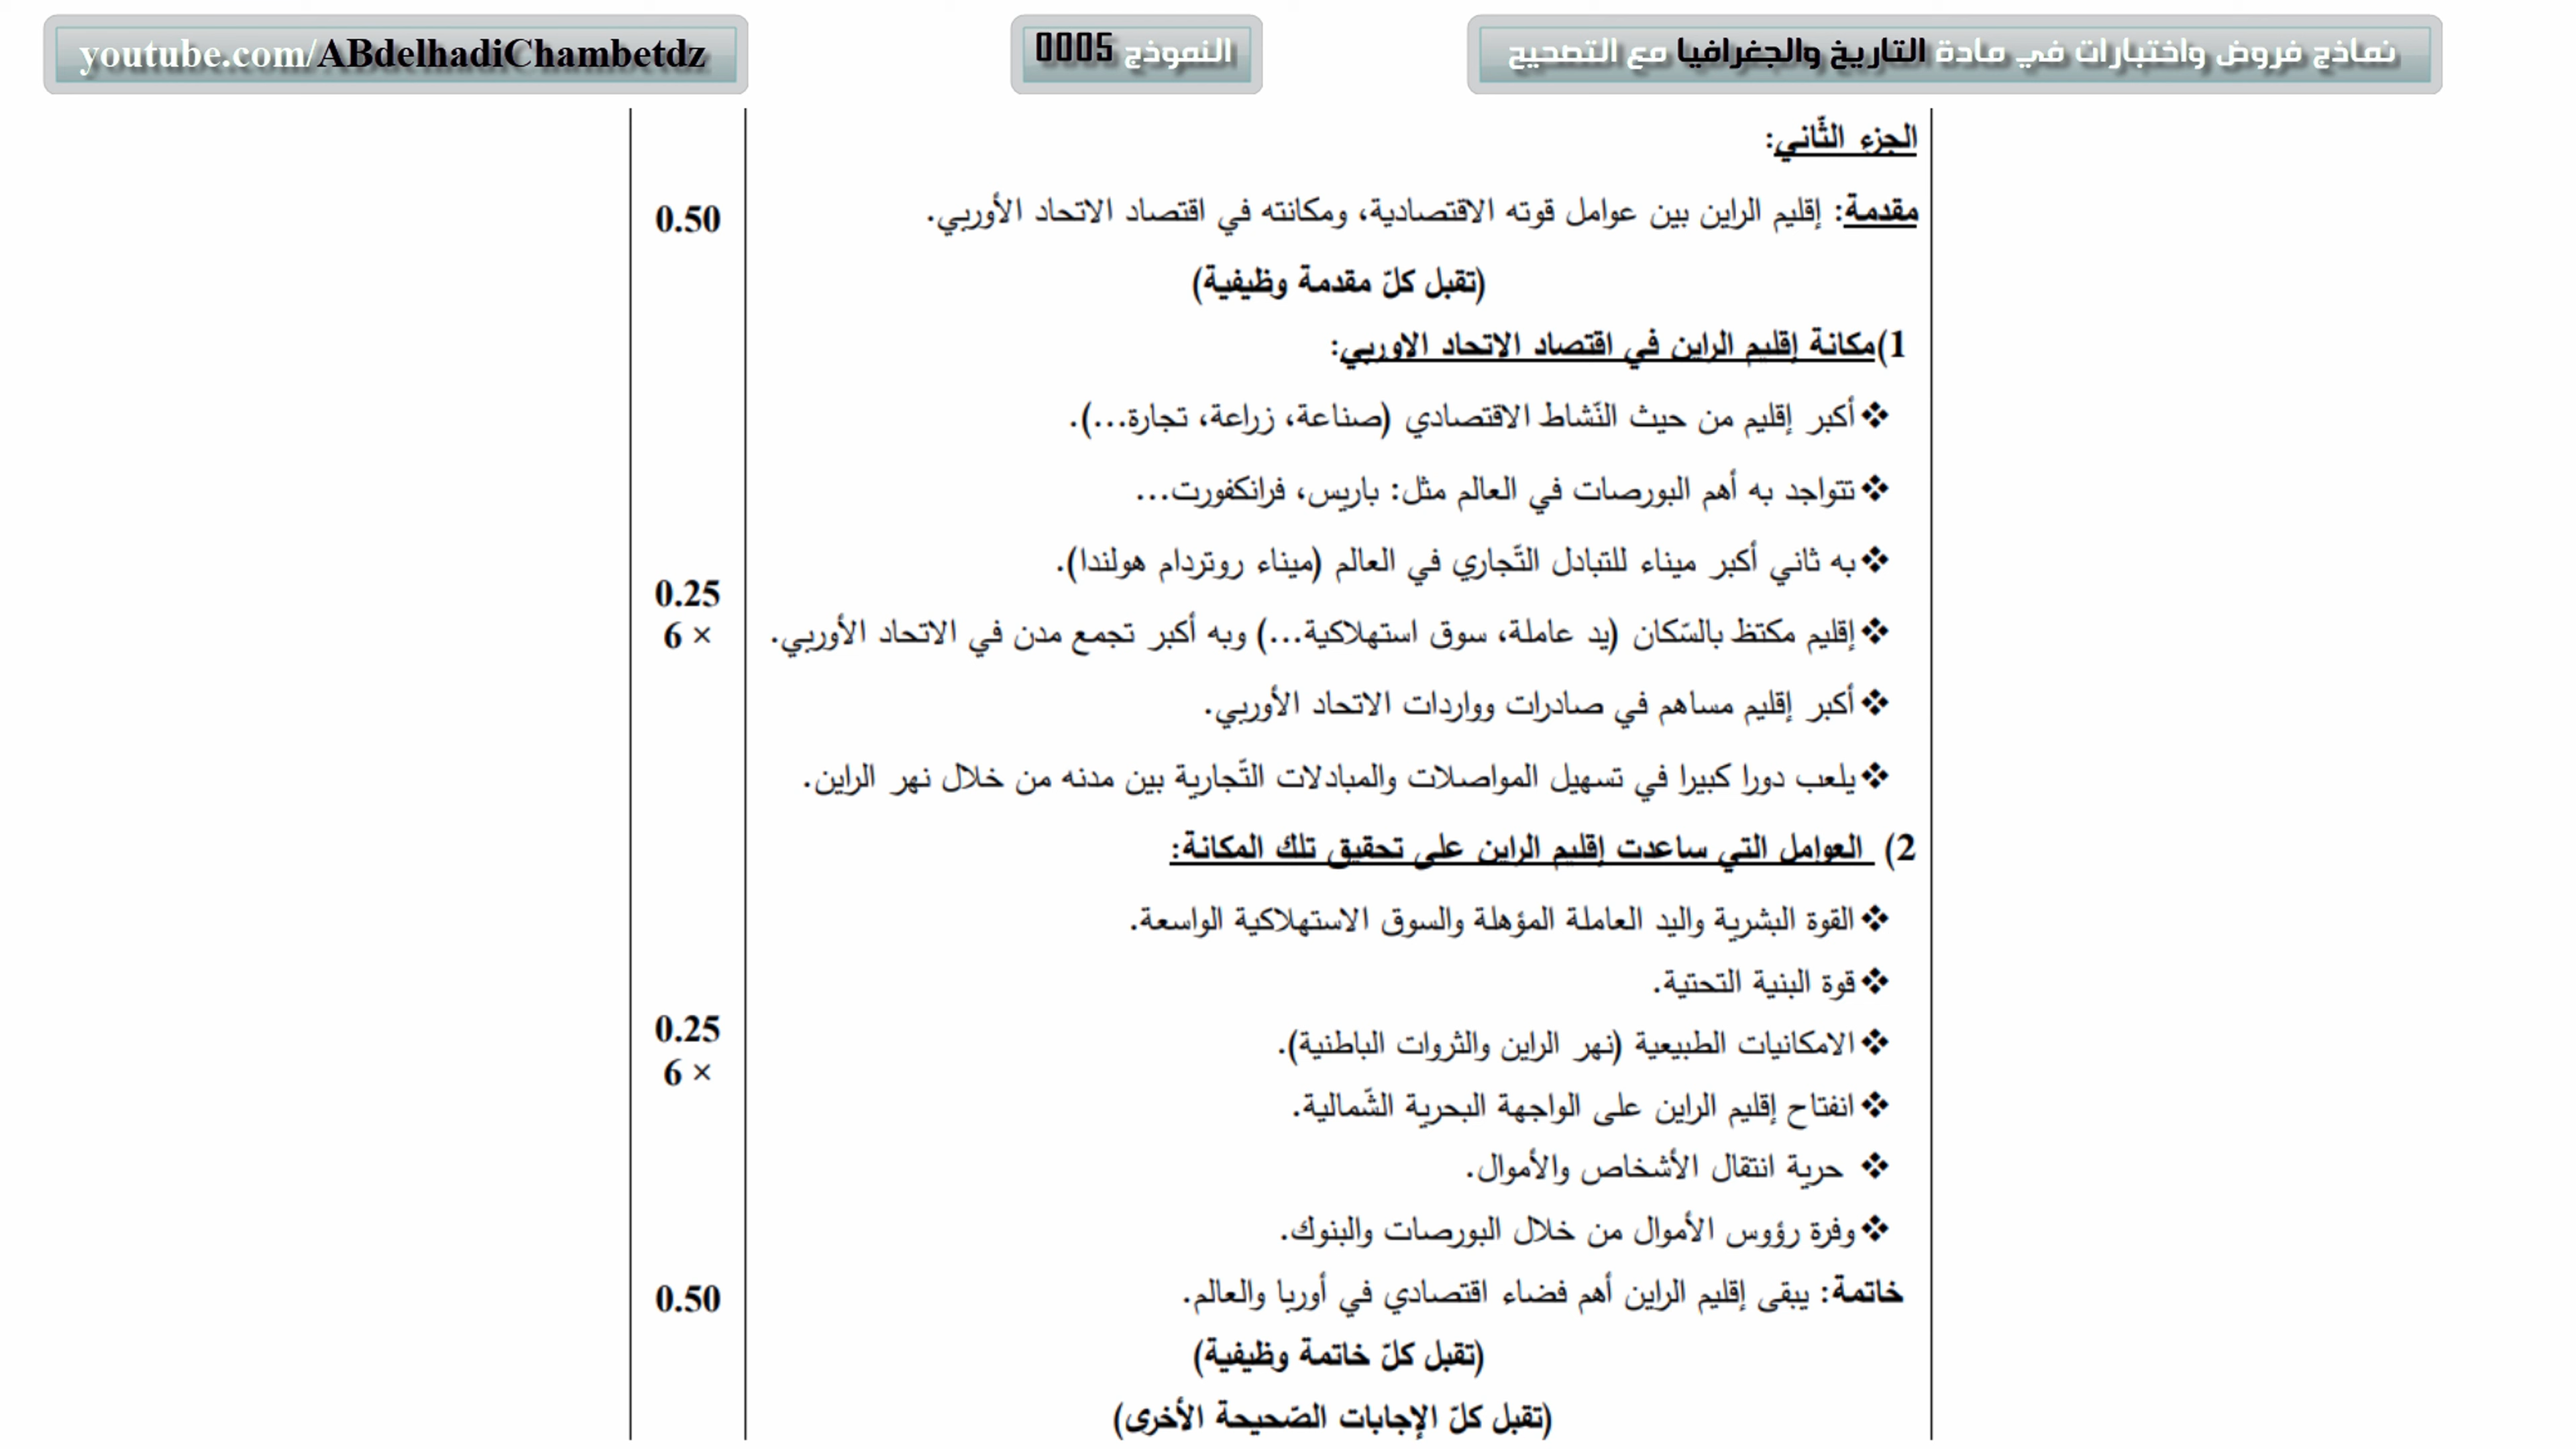 نماذج فروض واختبارات في مادة التاريخ والجغرافيا مع التصحيح
النموذج 0005
youtube.com/ABdelhadiChambetdz
الجزء الثّاني:
مقدمة: إقليم الراين بين عوامل قوته الاقتصادية، ومكانته في اقتصاد الاتحاد الأوربي.
0.50
(تقبل كلّ مقدمة وظيفية)
1)مكانة إقليم الراين في اقتصاد الاتحاد الاوربي:
❖ أكبر إقليم من حيث النّشاط الاقتصادي (صناعة، زراعة، تجارة...).
❖ تتواجد به أهم البورصات في العالم مثل: باريس، فرانكفورت...
❖ به ثاني أكبر ميناء للتبادل التّجاري في العالم (ميناء روتردام هولندا).
0.25
❖ إقليم مكتظ بالسّكان (يد عاملة، سوق استهلاكية...) وبه أكبر تجمع مدن في الاتحاد الأوربي.
6 ×
❖ أكبر إقليم مساهم في صادرات وواردات الاتحاد الأوربي.
❖ يلعب دورا كبيرا في تسهيل المواصلات والمبادلات التّجارية بين مدنه من خلال نهر الراين.
2) العوامل التي ساعدت إقليم الراين على تحقيق تلك المكانة:
❖ القوة البشرية واليد العاملة المؤهلة والسوق الاستهلاكية الواسعة.
❖ قوة البنية التحتية.
0.25
❖ الامكانيات الطبيعية (نهر الراين والثروات الباطنية).
6 ×
❖ انفتاح إقليم الراين على الواجهة البحرية الشّمالية.
❖ حرية انتقال الأشخاص والأموال.
❖ وفرة رؤوس الأموال من خلال البورصات والبنوك.
خاتمة: يبقى إقليم الراين أهم فضاء اقتصادي في أوربا والعالم.
0.50
(تقبل كلّ خاتمة وظيفية)
(تقبل كلّ الإجابات الصّحيحة الأخرى)